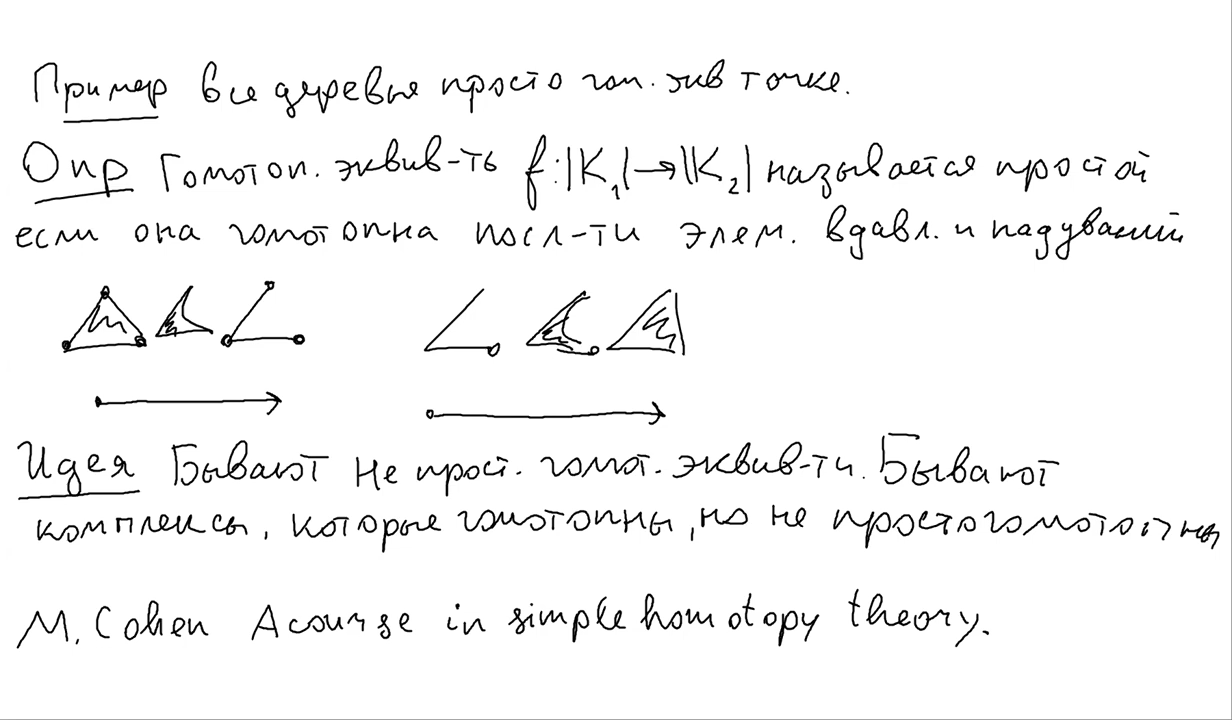 Пример все деревья просто гом. экв точке.
Опр Гомотоп. эквив-ть f:|K₁|→|K₂| называется простой
если она гомотопна посл-ти элем. вдавл. и надуваний
Идея Бывают не прост. гомот. эквив-ти. Бывают
комплексы, которые гомотопны, но не простогомотопны
M. Cohen A course in simple homotopy theory.